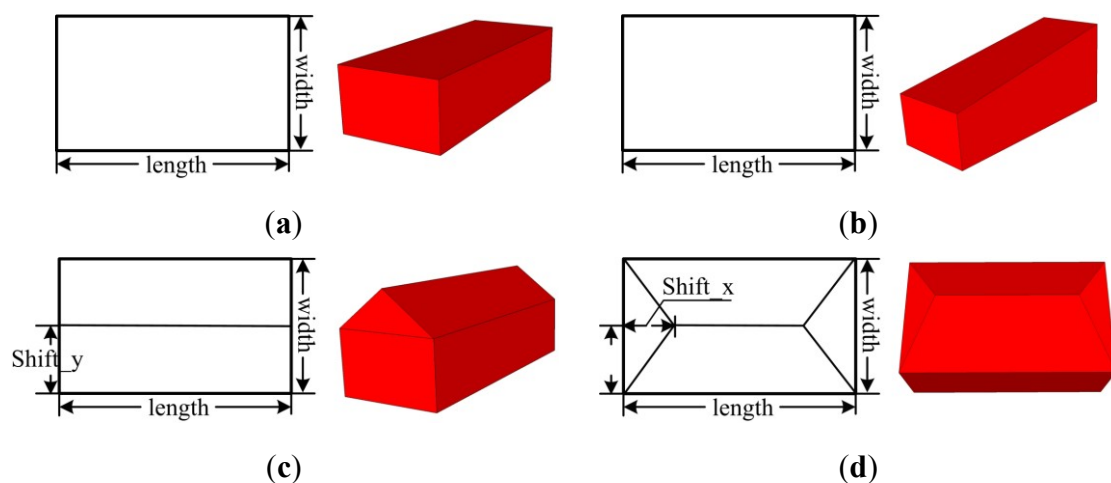 width
length
(a)
width
length
(b)
Shift_y
width
length
(c)
Shift_x
width
length
(d)